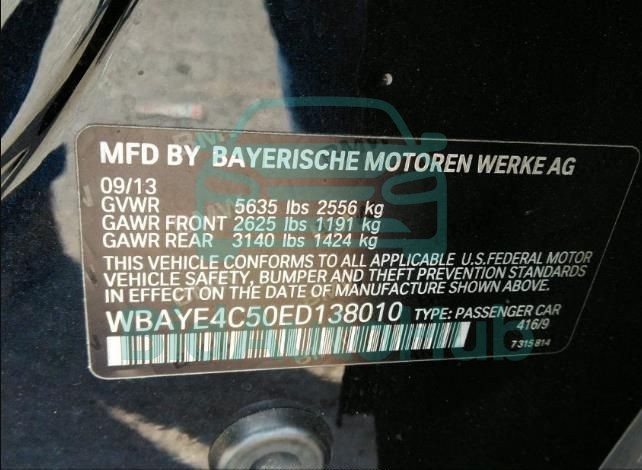 MFD BY BAYERISCHE MOTOREN WERKE AG
09/13
GVWR 5635 lbs 2556 kg
GAWR FRONT 2625 lbs 1191 kg
GAWR REAR 3140 lbs 1424 kg
THIS VEHICLE CONFORMS TO ALL APPLICABLE U.S.FEDERAL MOTOR
VEHICLE SAFETY, BUMPER AND THEFT PREVENTION STANDARDS
IN EFFECT ON THE DATE OF MANUFACTURE SHOWN ABOVE.
WBAYE4C50ED138010 TYPE: PASSENGER CAR
416/9
7315814